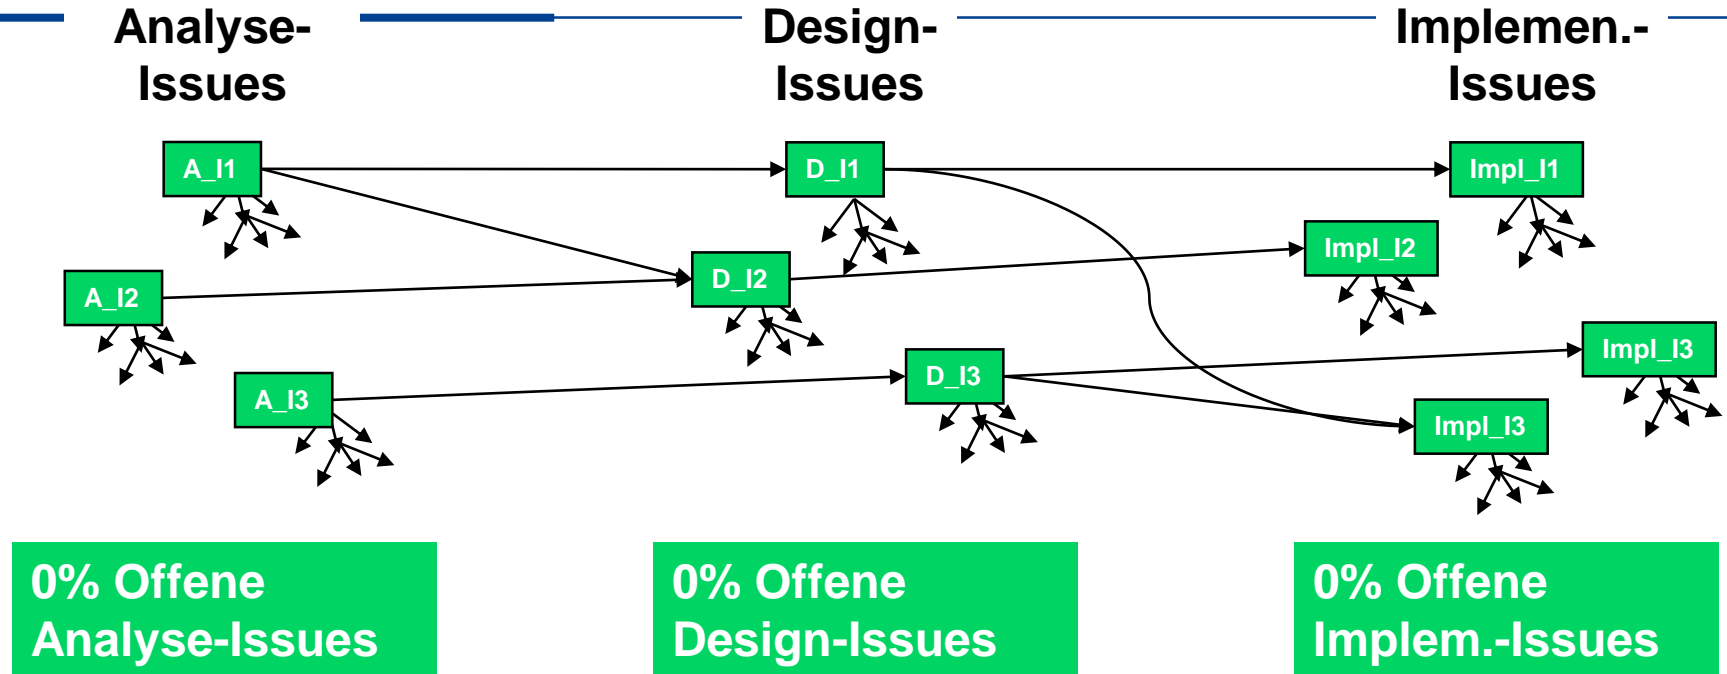 Analyse-
Issues
Design-
Issues
Implemen.-
Issues
A_I1
D_I1
Impl_I1
Impl_I2
D_I2
A_I2
Impl_I3
D_I3
A_I3
Impl_I3
0% Offene
Analyse-Issues
0% Offene
Design-Issues
0% Offene
Implem.-Issues